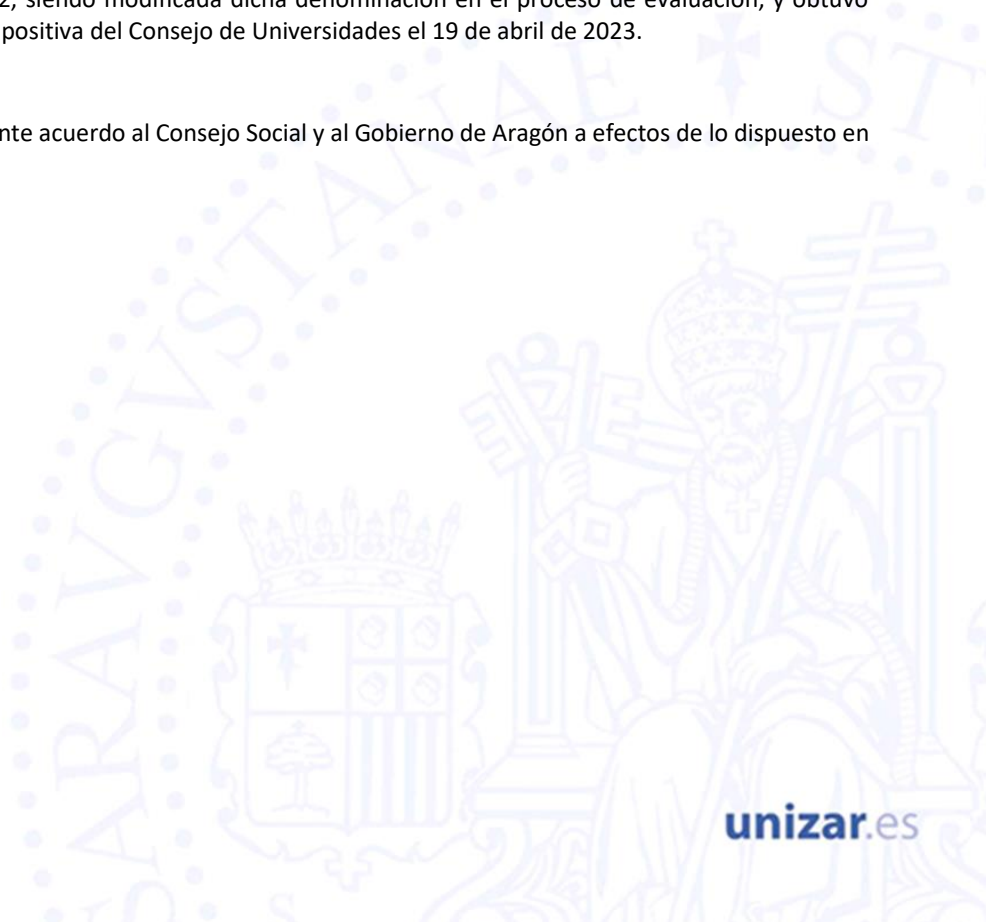 2, siendo modificada dicha denominación en el proceso de evaluación, y obtuvo
positiva del Consejo de Universidades el 19 de abril de 2023.
nte acuerdo al Consejo Social y al Gobierno de Aragón a efectos de lo dispuesto en
ARAVGVSTANAE ST
S
unizar.es